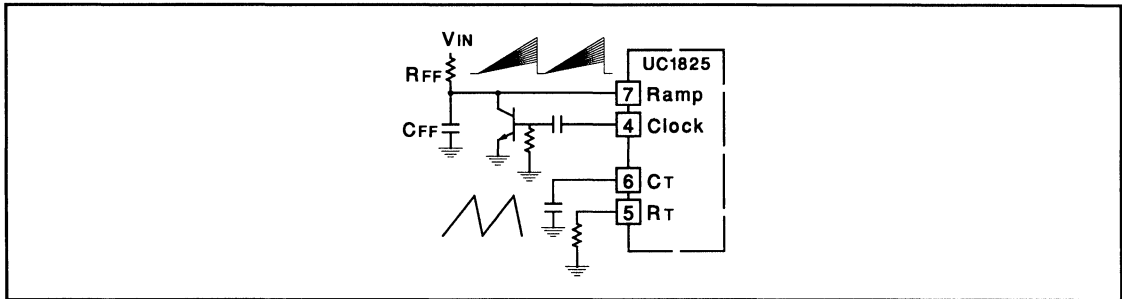 VIN
UC1825
RFF
7 Ramp
CFF
4 Clock
6 CT
5 RT